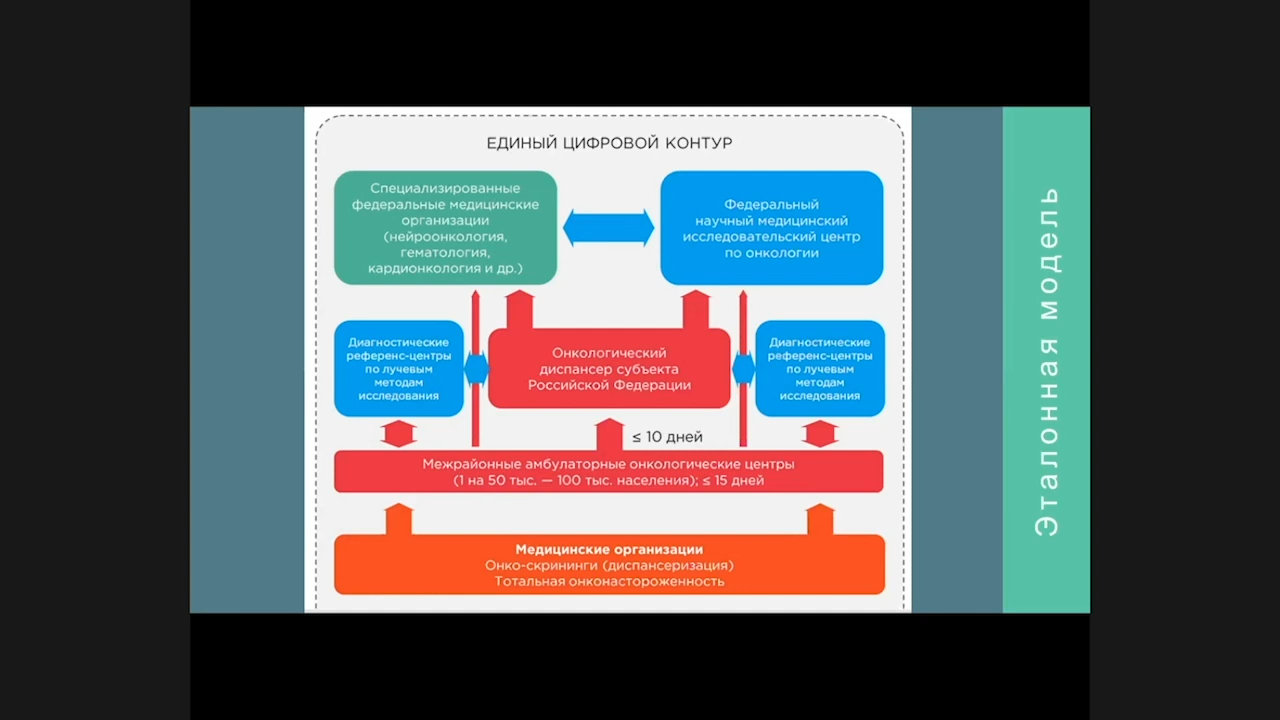 ЕДИНЫЙ ЦИФРОВОЙ КОНТУР
Специализированные
федеральные медицинские
организации
(нейроонкология,
гематология,
кардионкология и др.)
Федеральный
научный медицинский
исследовательский центр
по онкологии
Диагностические
референс-центры
по лучевым
методам
исследования
Онкологический
диспансер субъекта
Российской Федерации
Диагностические
референс-центры
по лучевым
методам
исследования
≤ 10 дней
Межрайонные амбулаторные онкологические центры
(1 на 50 тыс. — 100 тыс. населения); ≤ 15 дней
Медицинские организации
Онко-скрининги (диспансеризация)
Тотальная онконастороженность
Эталонная модель